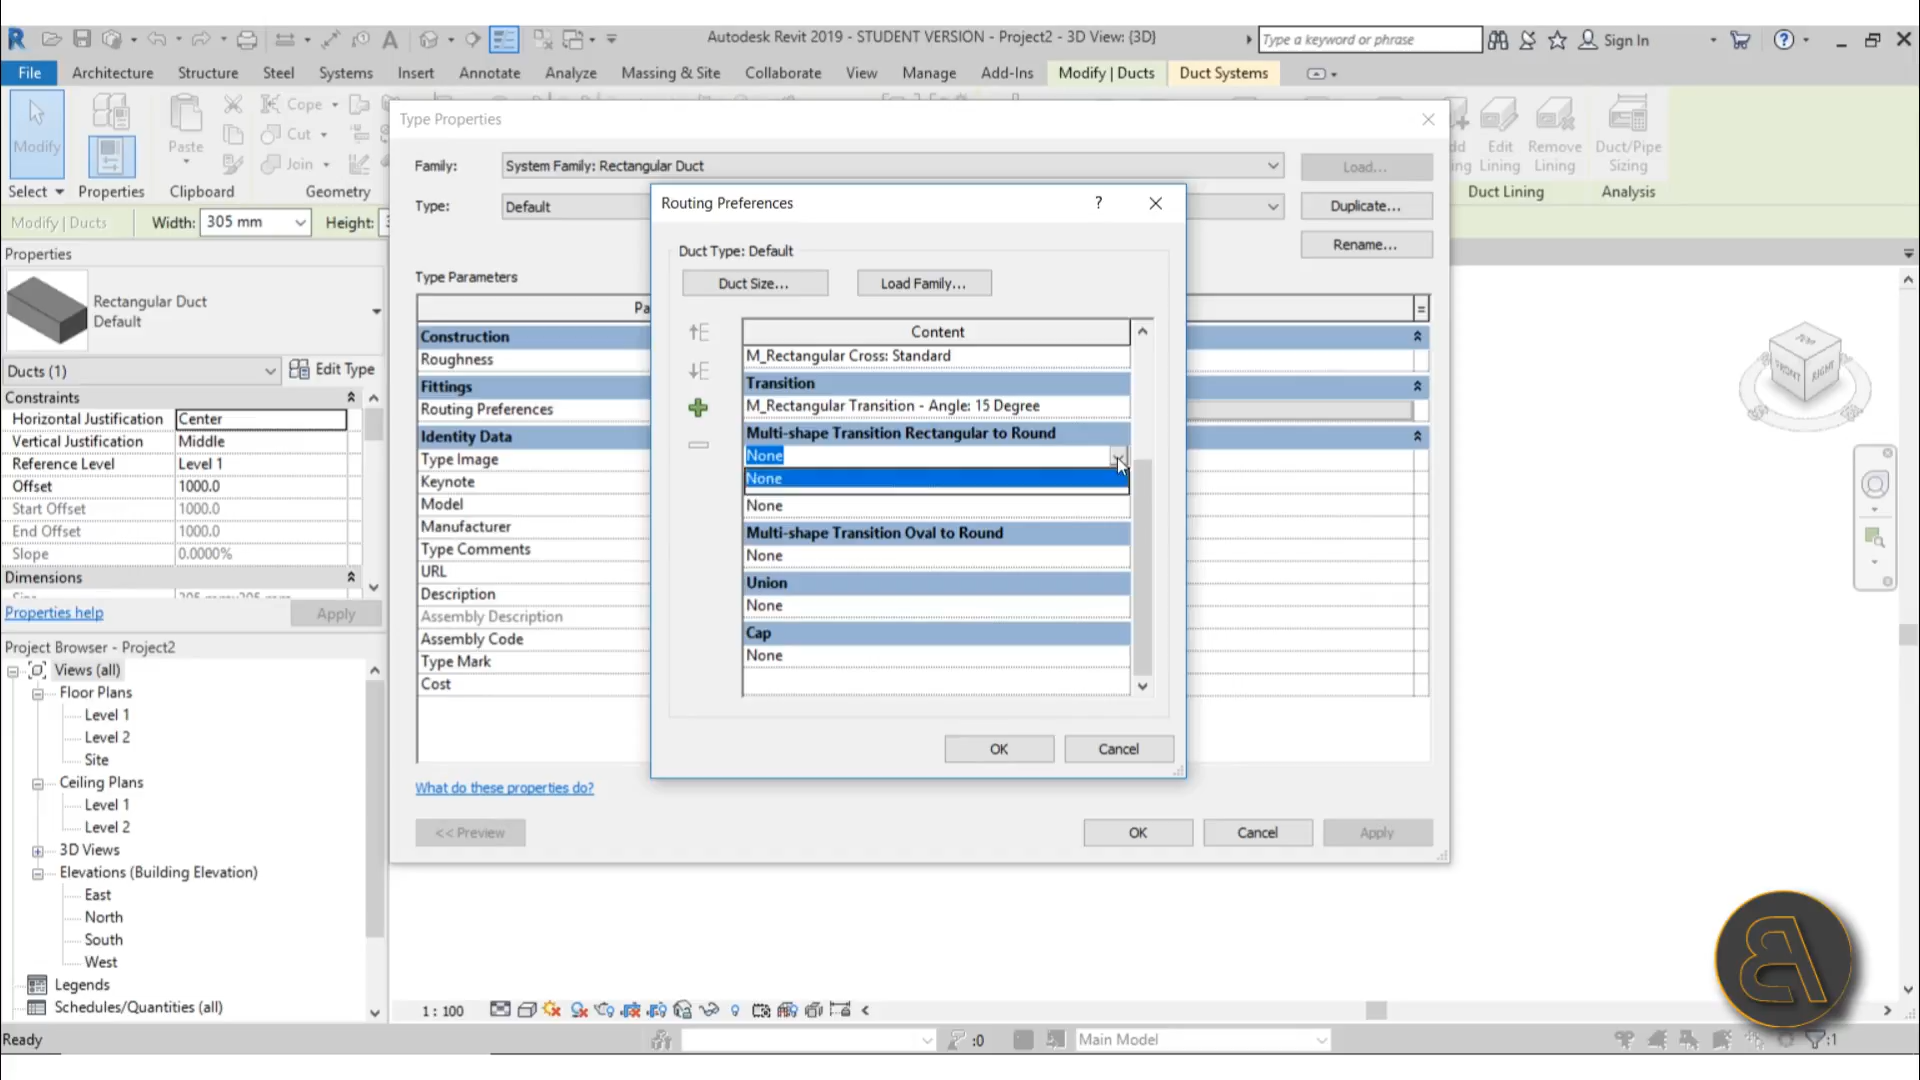 Autodesk Revit 2019 - STUDENT VERSION - Project2 - 3D View: {3D}
Type a keyword or phrase
Sign In
File Architecture Structure Steel Systems Insert Annotate Analyze Massing & Site Collaborate View Manage Add-Ins Modify | Ducts Duct Systems
Modify
Paste
Cope
Cut
Join
Edit Lining
Remove Lining
Duct/Pipe Sizing
Select Properties Clipboard Geometry
Duct Lining Analysis
Modify | Ducts
Width: 305 mm Height:
Type Properties
Family: System Family: Rectangular Duct Load...
Type: Default Duplicate...
Rename...
Type Parameters
Construction
Roughness
Fittings
Routing Preferences
Identity Data
Type Image
Keynote
Model
Manufacturer
Type Comments
URL
Description
Assembly Description
Assembly Code
Type Mark
Cost
What do these properties do?
<< Preview OK Cancel Apply
Routing Preferences ?
Duct Type: Default
Duct Size... Load Family...
Content
M_Rectangular Cross: Standard
Transition
M_Rectangular Transition - Angle: 15 Degree
Multi-shape Transition Rectangular to Round
None
None
None
Multi-shape Transition Oval to Round
None
Union
None
Cap
None
OK Cancel
Properties
Rectangular Duct
Default
Ducts (1) Edit Type
Constraints
Horizontal Justification Center
Vertical Justification Middle
Reference Level Level 1
Offset 1000.0
Start Offset 1000.0
End Offset 1000.0
Slope 0.0000%
Dimensions
Properties help Apply
Project Browser - Project2
Views (all)
Floor Plans
Level 1
Level 2
Site
Ceiling Plans
Level 1
Level 2
3D Views
Elevations (Building Elevation)
East
North
South
West
Legends
Schedules/Quantities (all)
FRONT RIGHT
1 : 100
Ready
:0
Main Model
:1